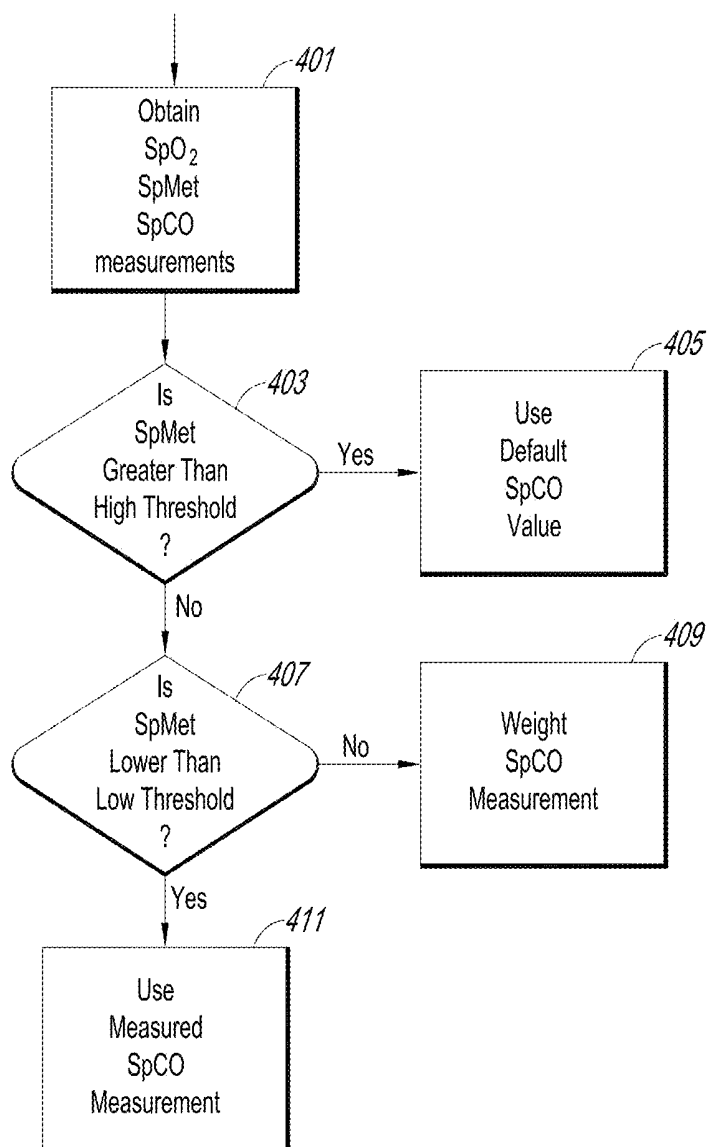 401
Obtain
SpO₂
SpMet
SpCO
measurements
403
Is
SpMet
Greater Than
High Threshold
?
Yes
405
Use
Default
SpCO
Value
No
407
Is
SpMet
Lower Than
Low Threshold
?
No
409
Weight
SpCO
Measurement
Yes
411
Use
Measured
SpCO
Measurement